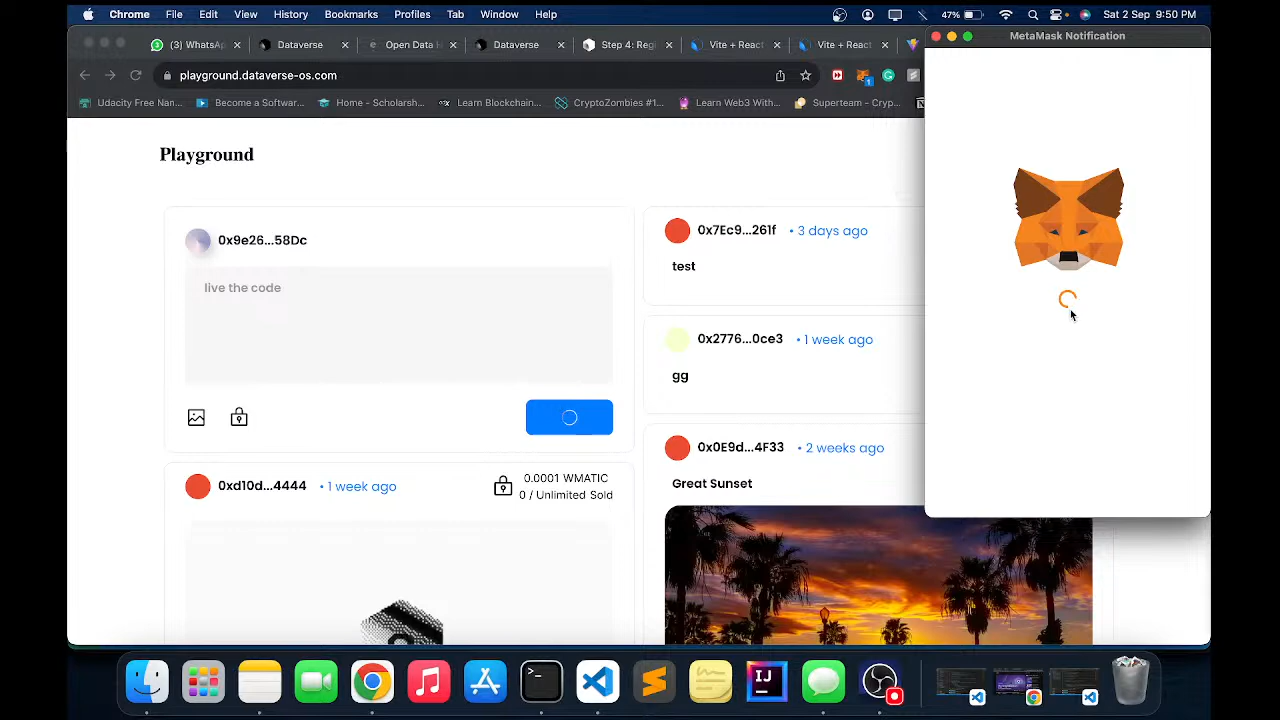 Chrome File Edit View History Bookmarks Profiles Tab Window Help 47% Sat 2 Sep 9:50 PM
(3) WhatsA Dataverse Open Data Dataverse Step 4: Regi Vite + React Vite + React
MetaMask Notification
playground.dataverse-os.com
Udacity Free Nan... Become a Softwar... Home - Scholarsh... Learn Blockchain,... CryptoZombies #1... Learn Web3 With... Superteam - Cryp...
Playground
0x9e26...58Dc
live the code
0xd10d...4444 • 1 week ago
0.0001 WMATIC
0 / Unlimited Sold
0x7Ec9...261f • 3 days ago
test
0x2776...0ce3 • 1 week ago
gg
0x0E9d...4F33 • 2 weeks ago
Great Sunset